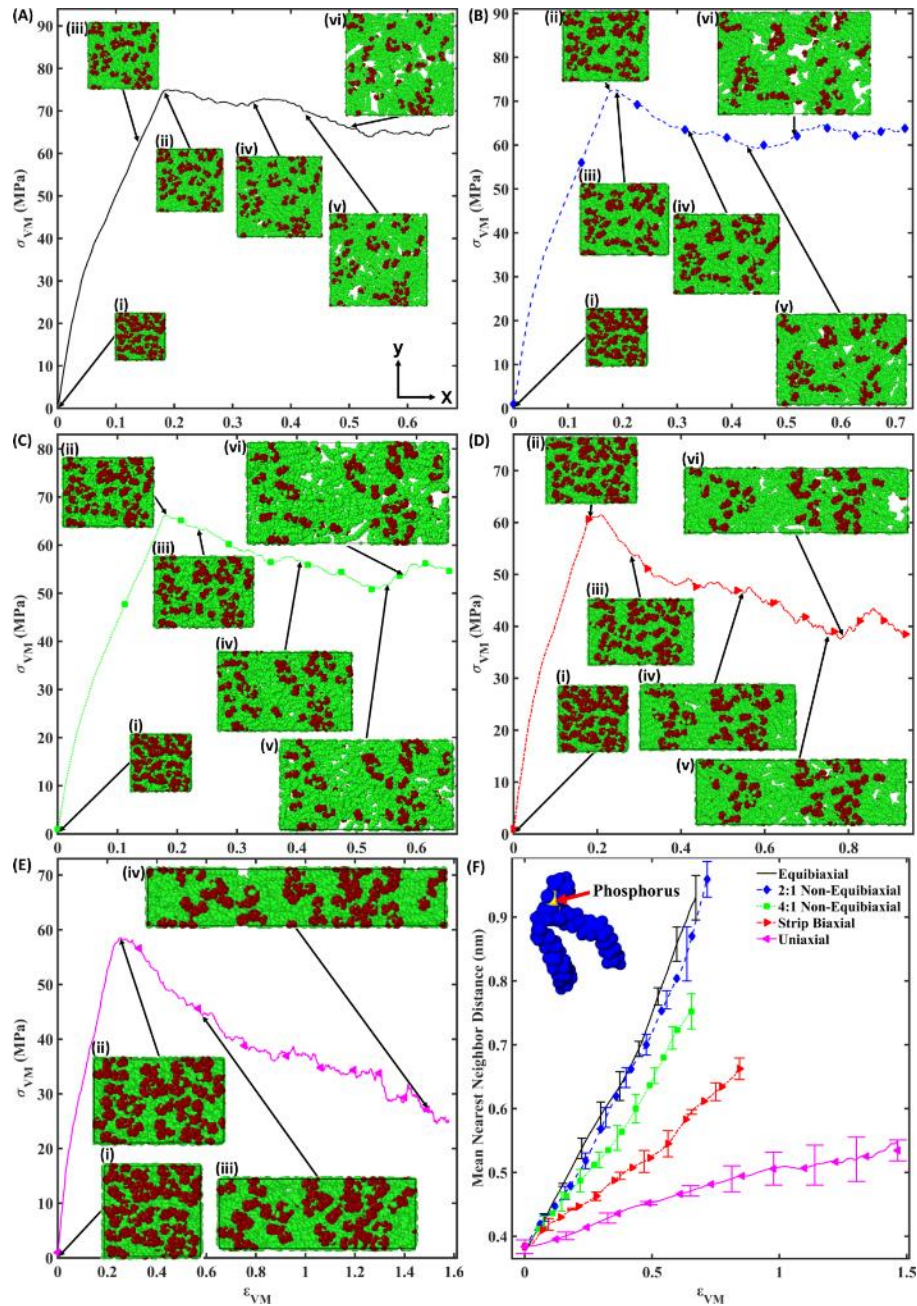 (A)
(iii)
(vi)
90
80
70
60
50
40
30
20
10
0
σVM (MPa)
(ii)
(iv)
(v)
(i)
y
x
0
0.1
0.2
0.3
0.4
0.5
0.6
(B)
(ii)
(vi)
90
80
70
60
50
40
30
20
10
0
σVM (MPa)
(iii)
(iv)
(i)
(v)
0
0.1
0.2
0.3
0.4
0.5
0.6
0.7
(C)
(ii)
(vi)
80
70
60
50
40
30
20
10
0
σVM (MPa)
(iii)
(iv)
(i)
(v)
0
0.1
0.2
0.3
0.4
0.5
0.6
(D)
(ii)
(vi)
70
60
50
40
30
20
10
0
σVM (MPa)
(iii)
(i)
(iv)
(v)
0
0.2
0.4
0.6
0.8
(E)
(iv)
70
60
50
40
30
20
10
0
σVM (MPa)
(ii)
(i)
(iii)
0
0.2
0.4
0.6
0.8
1
1.2
1.4
1.6
εVM
(F)
Phosphorus
Equibiaxial
2:1 Non-Equibiaxial
4:1 Non-Equibiaxial
Strip Biaxial
Uniaxial
Mean Nearest Neighbor Distance (nm)
0.9
0.8
0.7
0.6
0.5
0.4
0
0.5
1
1.5
εVM